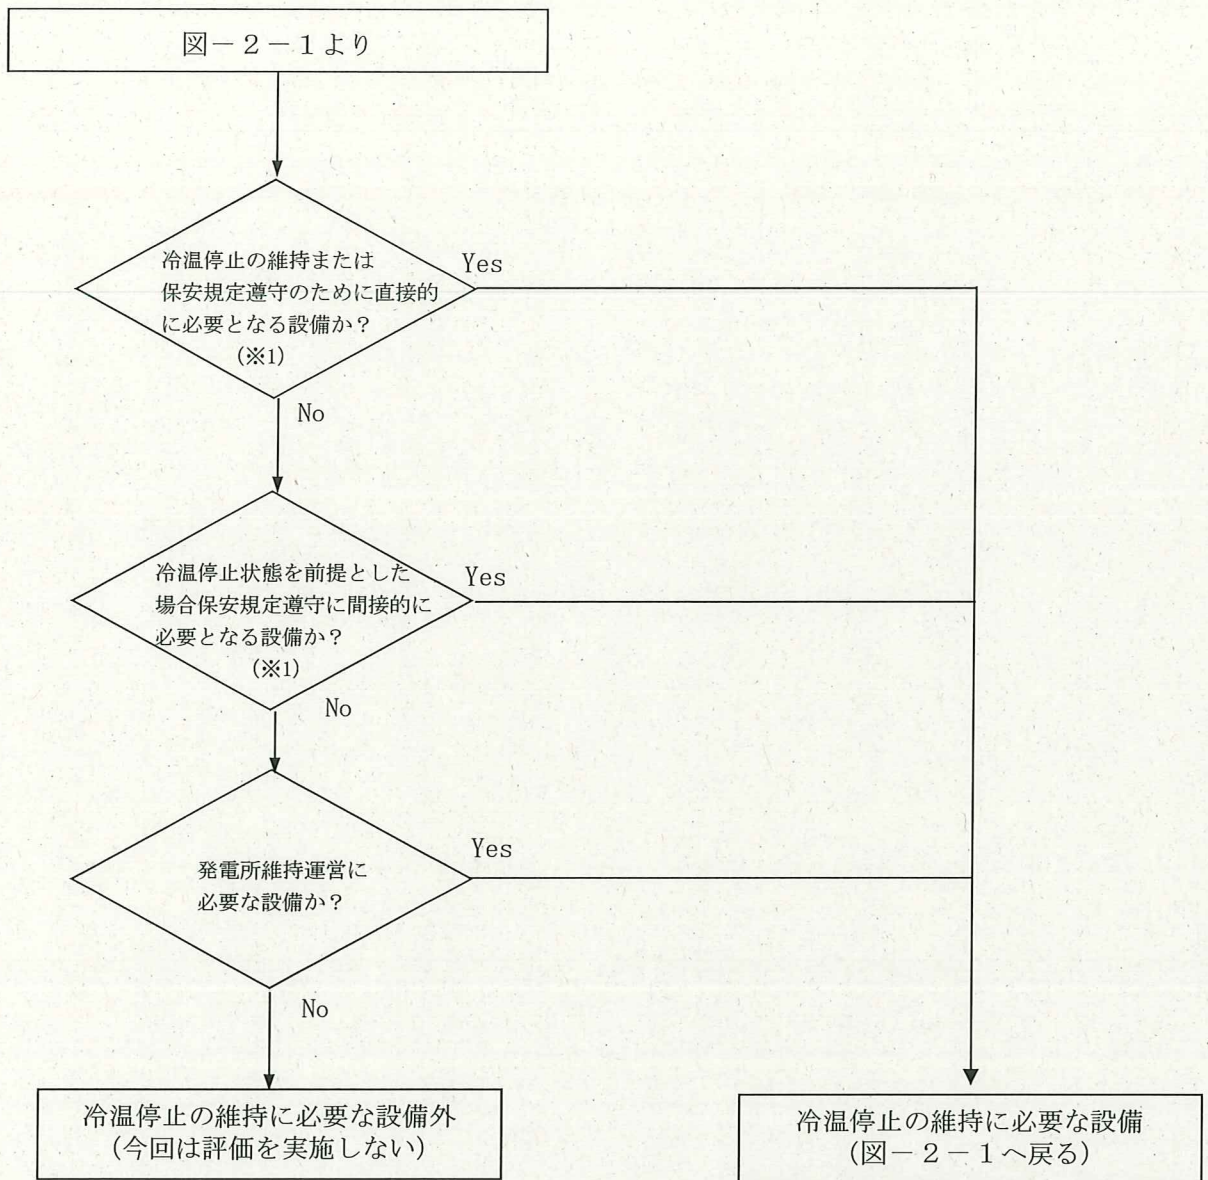 図－２－１より
冷温停止の維持または
保安規定遵守のために直接的
に必要となる設備か？
(※1)
Yes
No
冷温停止状態を前提とした
場合保安規定遵守に間接的に
必要となる設備か？
(※1)
Yes
No
発電所維持運営に
必要な設備か？
Yes
No
冷温停止の維持に必要な設備外
(今回は評価を実施しない)
冷温停止の維持に必要な設備
(図－２－１へ戻る)